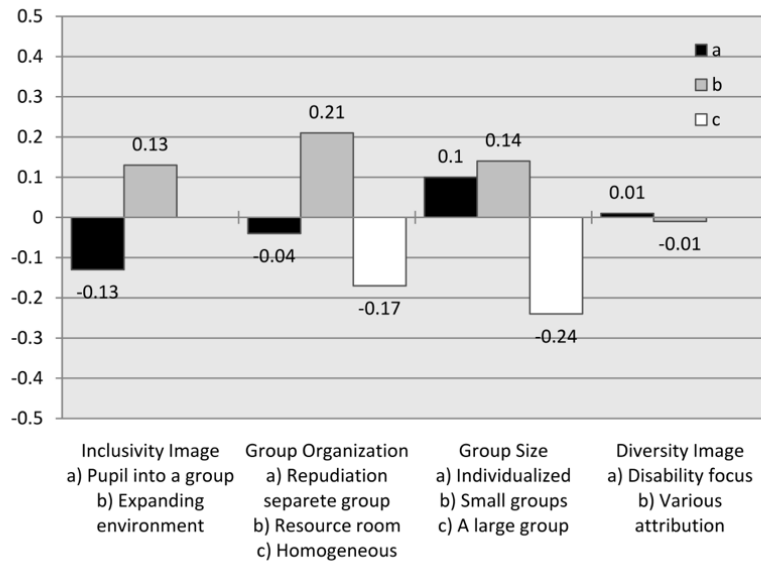 0.5
0.4
0.3
0.2
0.1
0
-0.1
-0.2
-0.3
-0.4
-0.5
a
b
c
-0.13
0.13
-0.04
0.21
-0.17
0.1
0.14
-0.24
0.01
-0.01
Inclusivity Image
a) Pupil into a group
b) Expanding
environment
Group Organization
a) Repudiation
separete group
b) Resource room
c) Homogeneous
Group Size
a) Individualized
b) Small groups
c) A large group
Diversity Image
a) Disability focus
b) Various
attribution